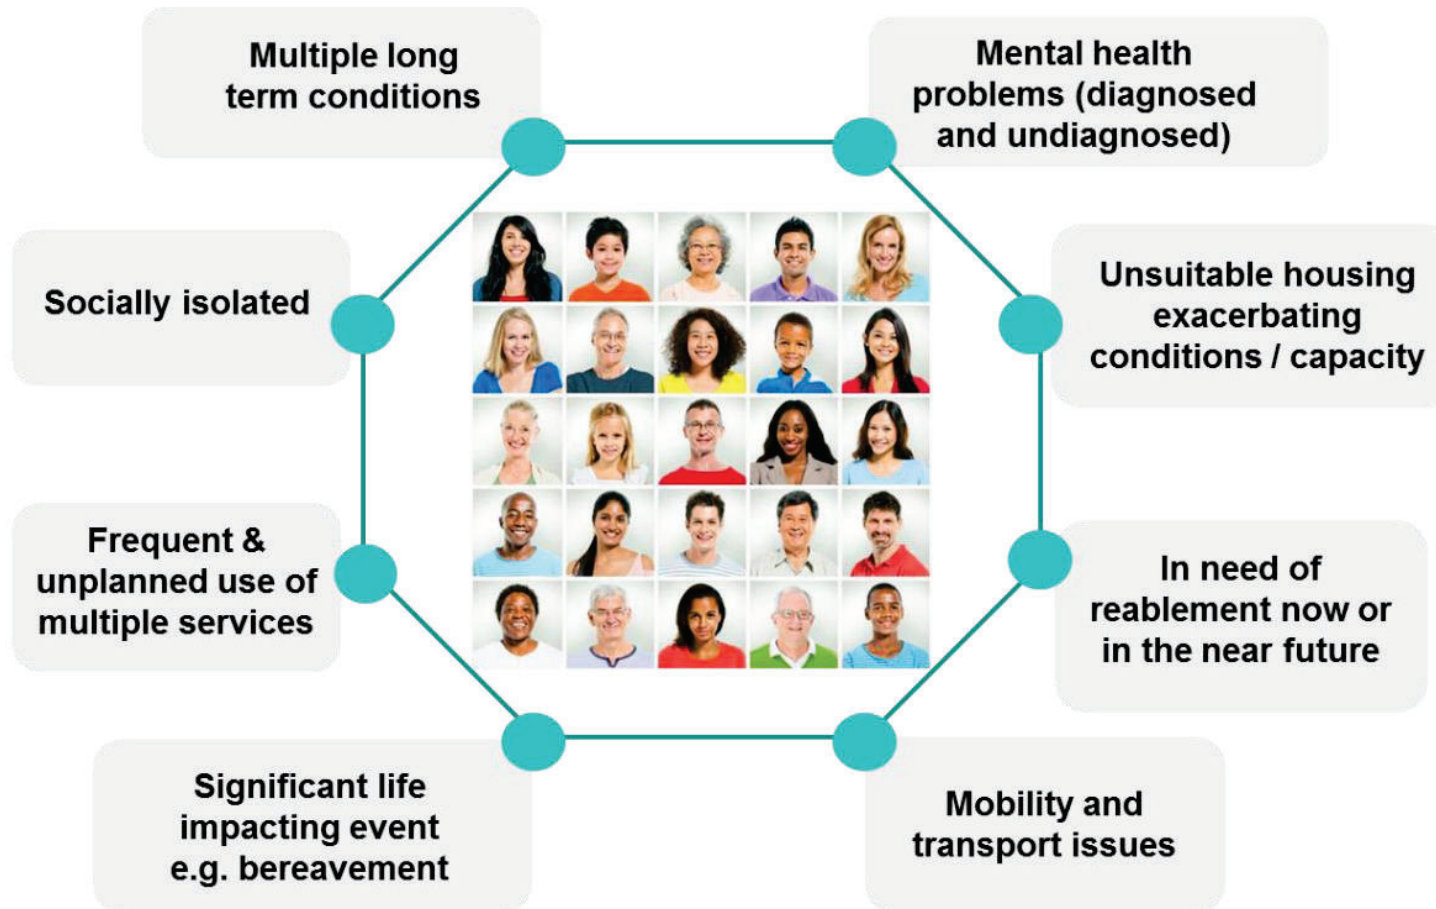 Multiple long
term conditions
Mental health
problems (diagnosed
and undiagnosed)
Socially isolated
Unsuitable housing
exacerbating
conditions / capacity
Frequent &
unplanned use of
multiple services
In need of
reablement now or
in the near future
Significant life
impacting event
e.g. bereavement
Mobility and
transport issues